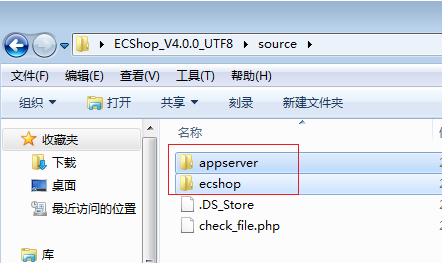 ECShop_V4.0.0_UTF8 ▸ source ▸
文件(F) 编辑(E) 查看(V) 工具(T) 帮助(H)
组织 打开 共享 刻录 新建文件夹
收藏夹
下载
桌面
最近访问的位置
库
名称
appserver
ecshop
.DS_Store
check_file.php